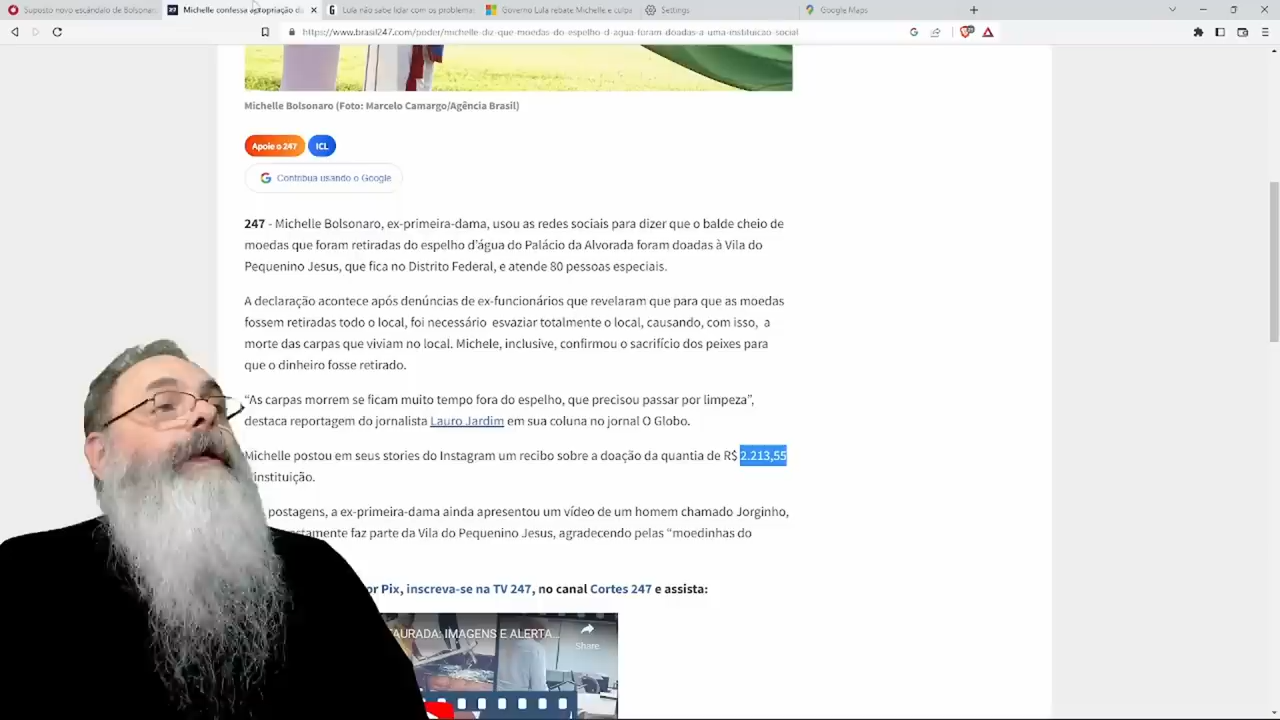 Suposto novo escândalo de Bolsonar
Michelle confessa apropriação da
Lula não sabe lidar com os problema
Governo Lula rebate Michelle e culpa
Settings
Google Maps
https://www.brasil247.com/poder/michelle-diz-que-moedas-do-espelho-d-agua-foram-doadas-a-uma-instituicao-social
Michelle Bolsonaro (Foto: Marcelo Camargo/Agência Brasil)
Apoie o 247
ICL
Contribua usando o Google
247 - Michelle Bolsonaro, ex-primeira-dama, usou as redes sociais para dizer que o balde cheio de
moedas que foram retiradas do espelho d'água do Palácio da Alvorada foram doadas à Vila do
Pequenino Jesus, que fica no Distrito Federal, e atende 80 pessoas especiais.
A declaração acontece após denúncias de ex-funcionários que revelaram que para que as moedas
fossem retiradas todo o local, foi necessário esvaziar totalmente o local, causando, com isso, a
morte das carpas que viviam no local. Michele, inclusive, confirmou o sacrifício dos peixes para
que o dinheiro fosse retirado.
“As carpas morrem se ficam muito tempo fora do espelho, que precisou passar por limpeza”,
destaca reportagem do jornalista Lauro Jardim em sua coluna no jornal O Globo.
Michelle postou em seus stories do Instagram um recibo sobre a doação da quantia de R$ 2.213,55
instituição.
postagens, a ex-primeira-dama ainda apresentou um vídeo de um homem chamado Jorginho,
faz parte da Vila do Pequenino Jesus, agradecendo pelas “moedinhas do
Pix, inscreva-se na TV 247, no canal Cortes 247 e assista:
IMAGENS E ALERTA...
Share